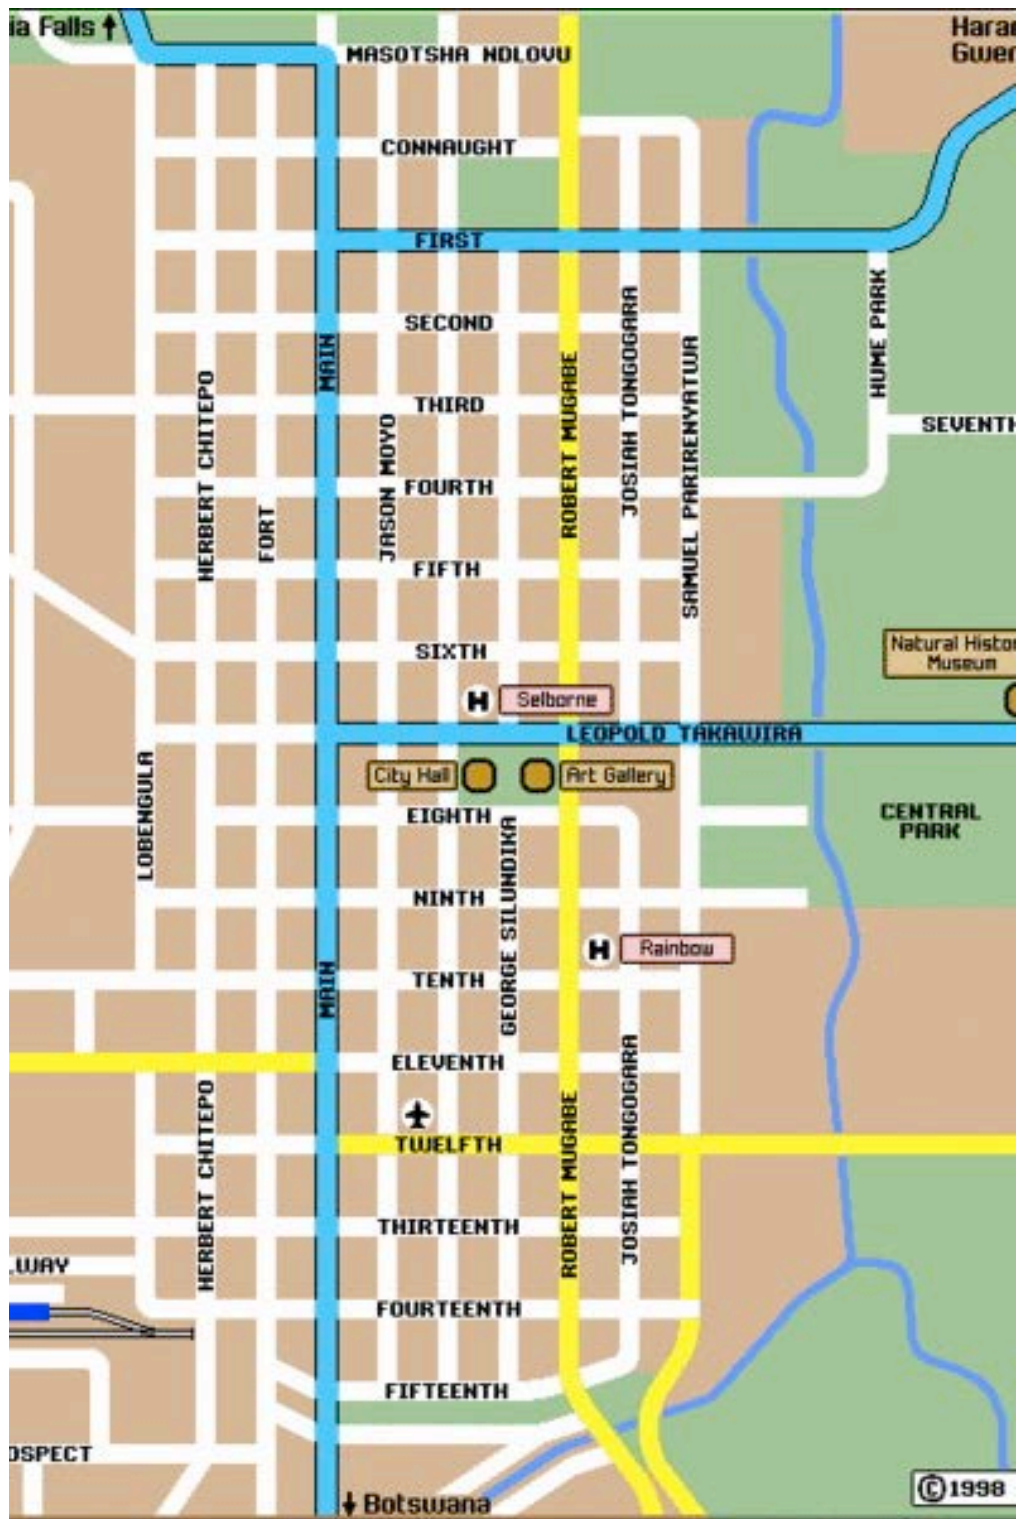 ia Falls ↑
Harar
Gwer
MASOTSHA NDLOVU
CONNAUGHT
FIRST
HUME PARK
SECOND
JOSIAH TONGOGARA
MAIN
SAMUEL PARIRENYATWA
ROBERT MUGABE
HERBERT CHITEPO
THIRD
JASON MOYO
SEVENTH
FOURTH
FORT
FIFTH
SIXTH
Natural Histor
Museum
H Selborne
LEOPOLD TAKAWIRA
LOBENGULA
City Hall
Art Gallery
EIGHTH
CENTRAL
PARK
GEORGE SILUNDIKA
NINTH
H Rainbow
MAIN
TENTH
JOSIAH TONGOGARA
ELEVENTH
HERBERT CHITEPO
ROBERT MUGABE
TWELFTH
THIRTEENTH
LWAY
FOURTEENTH
FIFTEENTH
OSPECT
©1998
↓ Botswana